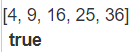 [4, 9, 16, 25, 36]
true